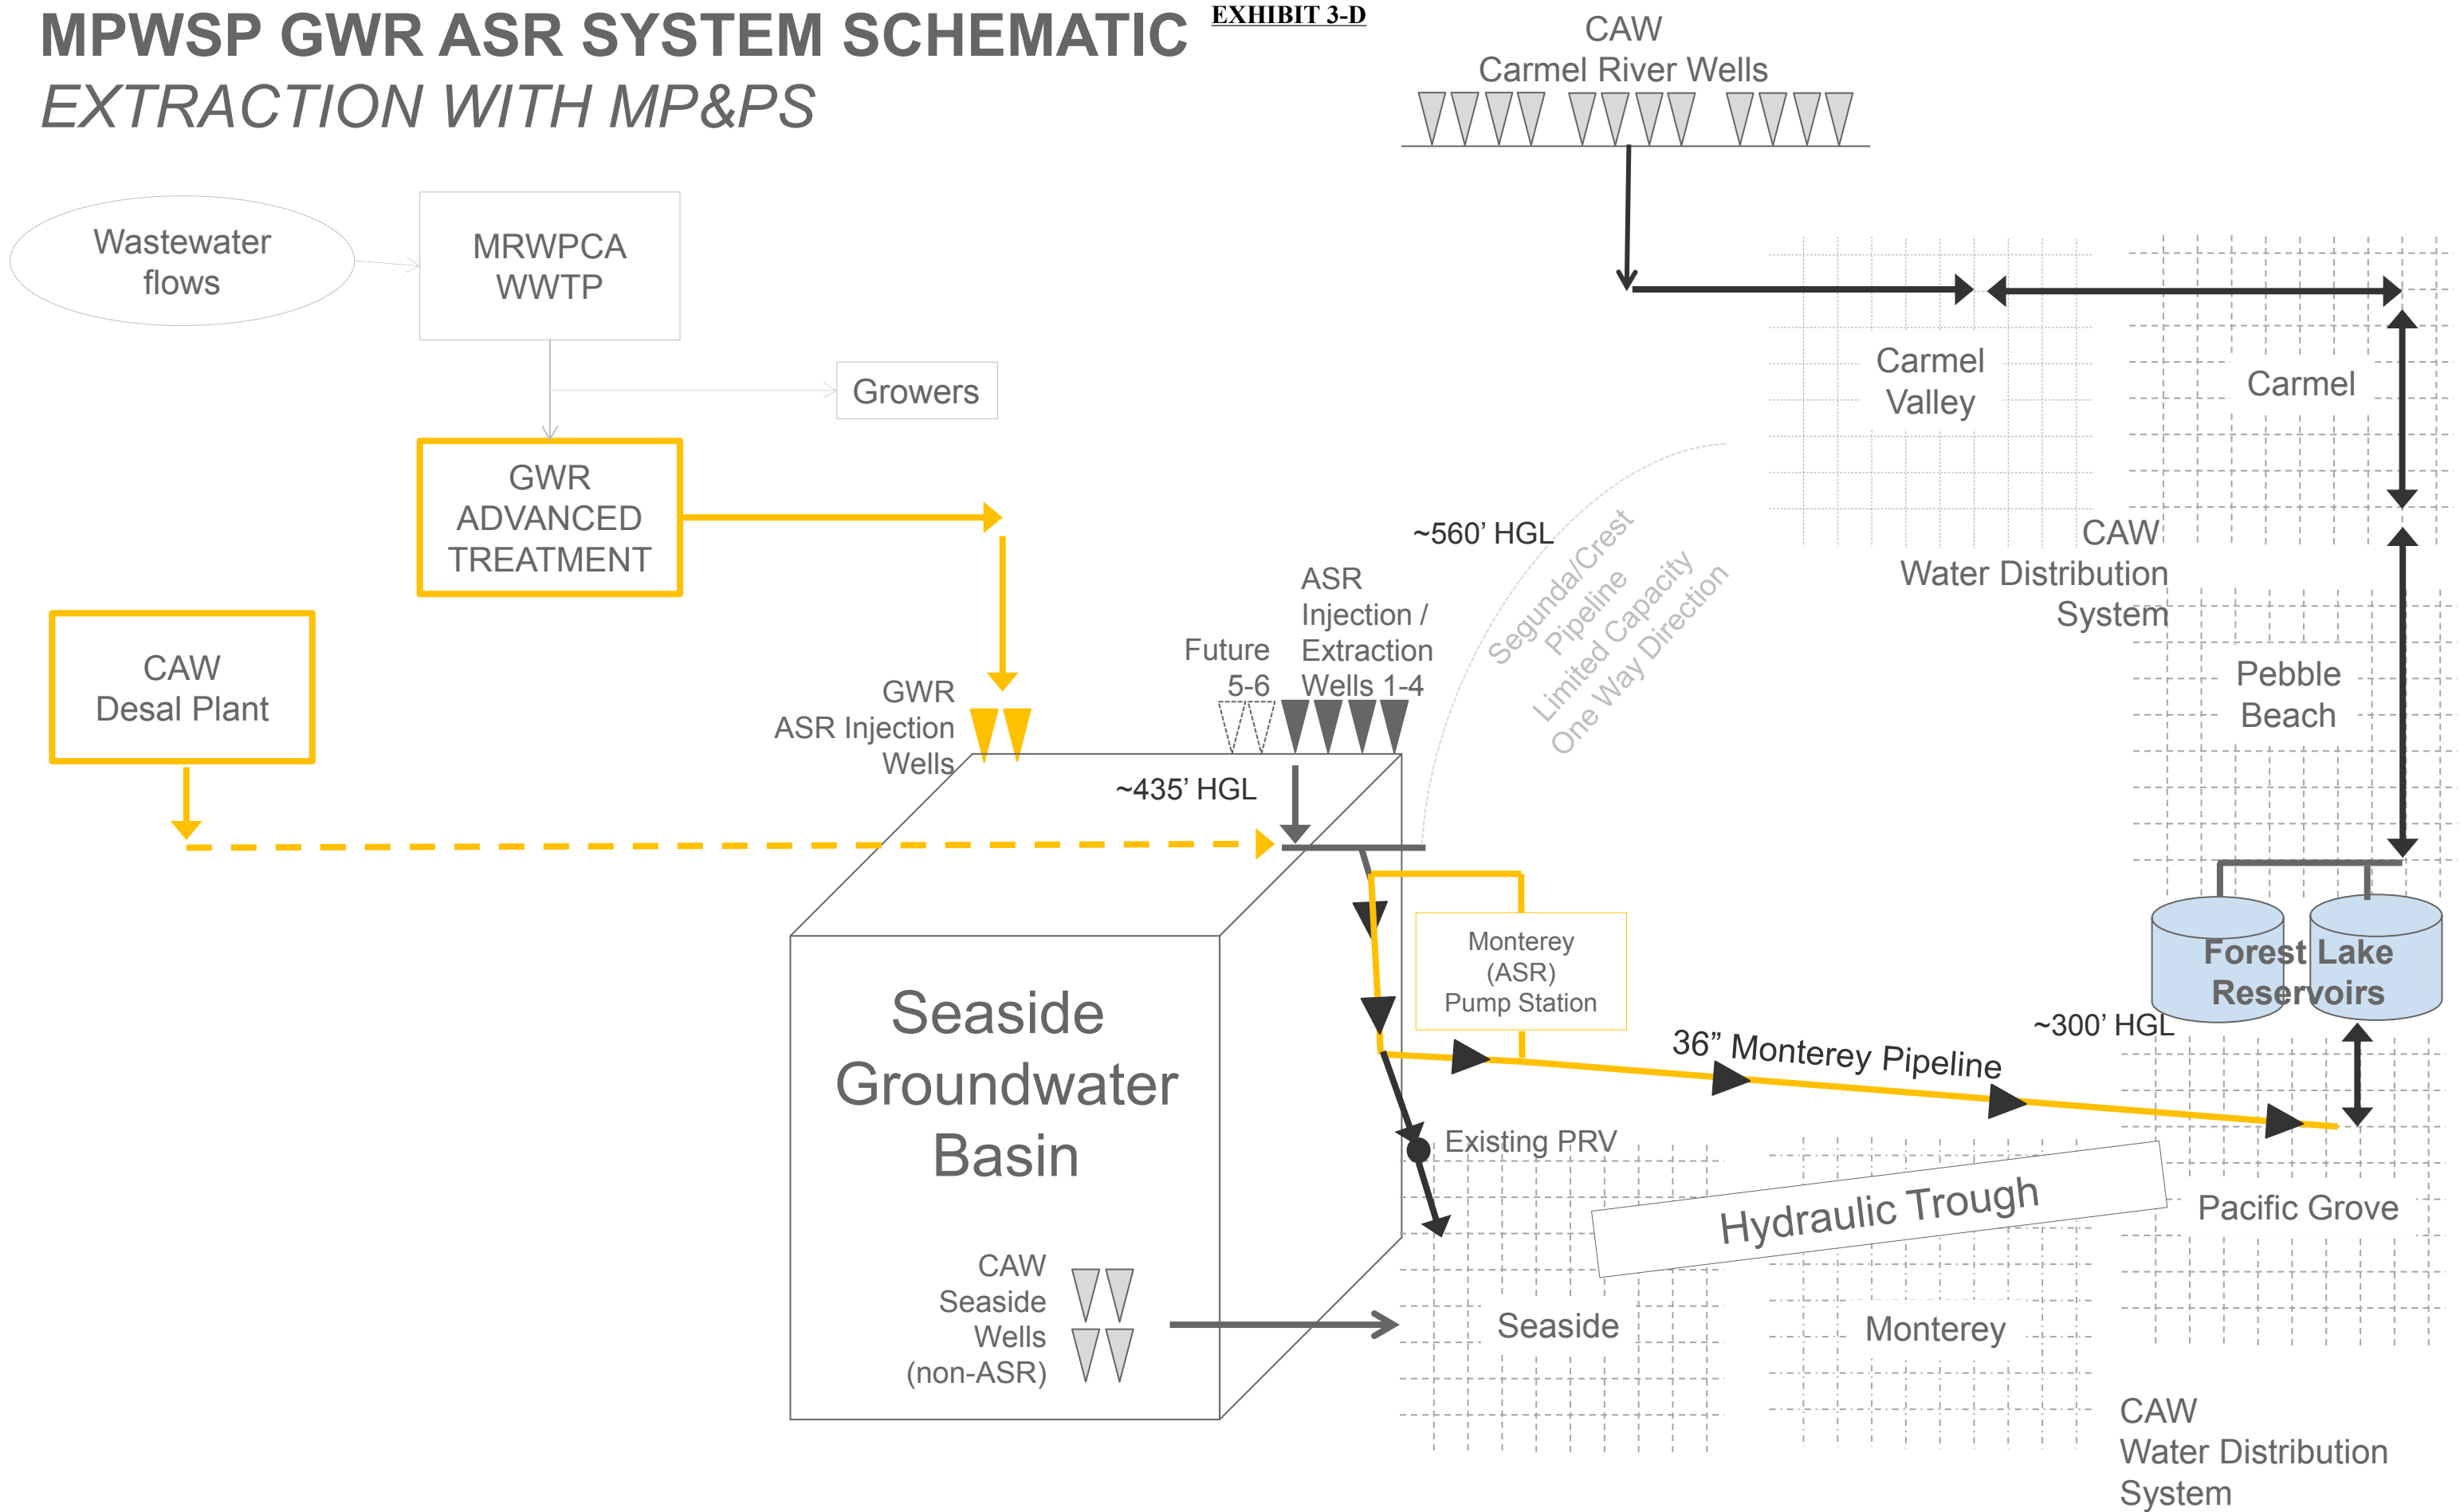 MPWSP GWR ASR SYSTEM SCHEMATIC
EXHIBIT 3-D
EXTRACTION WITH MP&PS
CAW
Carmel River Wells
Wastewater
flows
MRWPCA
WWTP
Growers
GWR
ADVANCED
TREATMENT
CAW
Desal Plant
GWR
ASR Injection
Wells
Future
5-6
ASR
Injection /
Extraction
Wells 1-4
~560’ HGL
Segunda/Crest
Pipeline
Limited Capacity
One Way Direction
Carmel
Valley
Carmel
CAW
Water Distribution
System
Pebble
Beach
~435’ HGL
Monterey
(ASR)
Pump Station
Forest Lake
Reservoirs
~300’ HGL
36” Monterey Pipeline
Seaside
Groundwater
Basin
Existing PRV
Hydraulic Trough
Pacific Grove
CAW
Seaside
Wells
(non-ASR)
Seaside
Monterey
CAW
Water Distribution
System